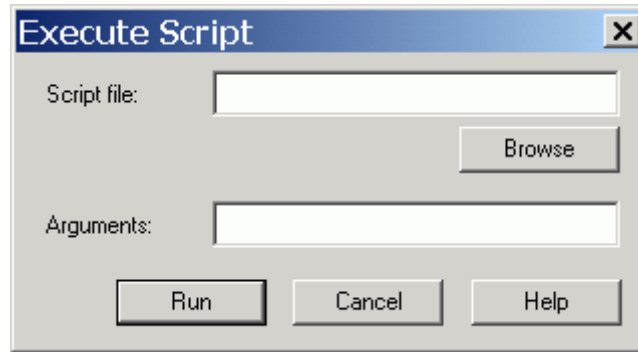 Execute Script
Script file:
Browse
Arguments:
Run Cancel Help